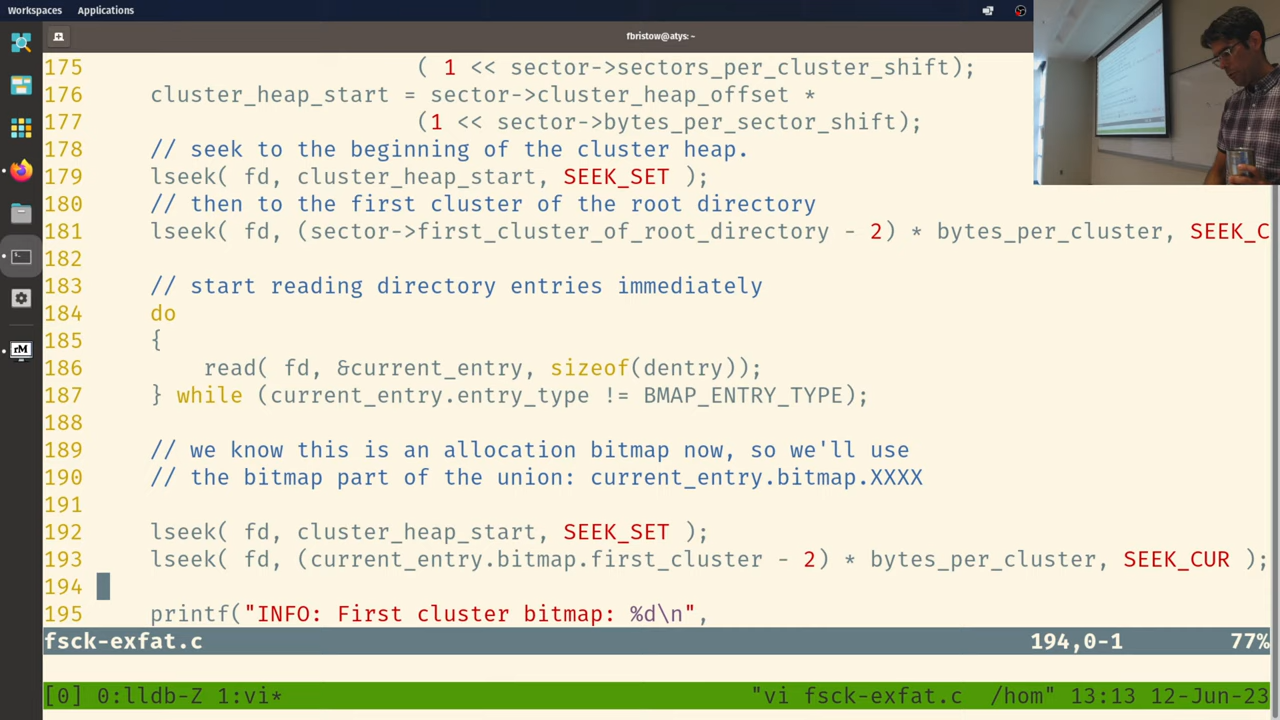 Workspaces Applications
fbristow@atys: ~
175 ( 1 << sector->sectors_per_cluster_shift);
176 cluster_heap_start = sector->cluster_heap_offset *
177 (1 << sector->bytes_per_sector_shift);
178 // seek to the beginning of the cluster heap.
179 lseek( fd, cluster_heap_start, SEEK_SET );
180 // then to the first cluster of the root directory
181 lseek( fd, (sector->first_cluster_of_root_directory - 2) * bytes_per_cluster, SEEK_C
182
183 // start reading directory entries immediately
184 do
185 {
186 read( fd, &current_entry, sizeof(dentry));
187 } while (current_entry.entry_type != BMAP_ENTRY_TYPE);
188
189 // we know this is an allocation bitmap now, so we'll use
190 // the bitmap part of the union: current_entry.bitmap.XXXX
191
192 lseek( fd, cluster_heap_start, SEEK_SET );
193 lseek( fd, (current_entry.bitmap.first_cluster - 2) * bytes_per_cluster, SEEK_CUR );
194
195 printf("INFO: First cluster bitmap: %d\n",
fsck-exfat.c 194,0-1 77%
[0] 0:lldb-Z 1:vi* "vi fsck-exfat.c /hom" 13:13 12-Jun-23
rM